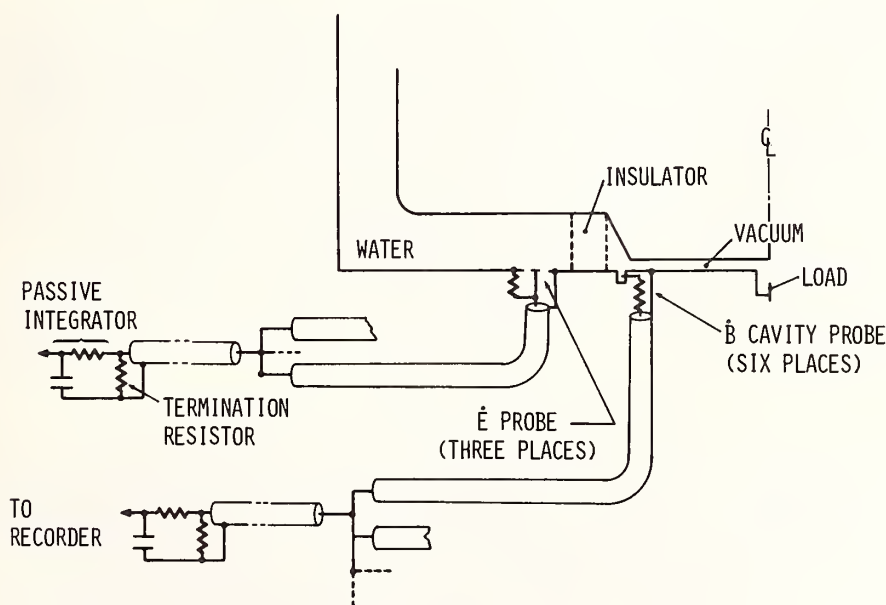 ℄
INSULATOR
WATER
VACUUM
LOAD
PASSIVE
INTEGRATOR
Ḃ CAVITY PROBE
(SIX PLACES)
TERMINATION
RESISTOR
Ė PROBE
(THREE PLACES)
TO
RECORDER